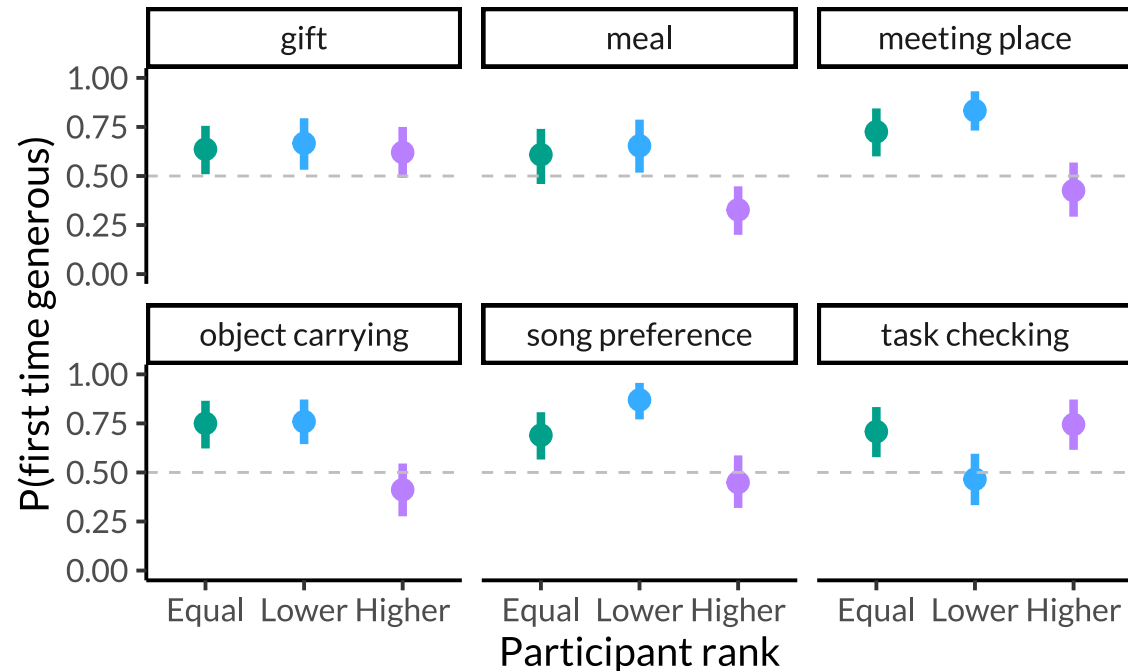 gift
meal
meeting place
P(first time generous)
1.00
0.75
0.50
0.25
0.00
object carrying
song preference
task checking
1.00
0.75
0.50
0.25
0.00
Equal Lower Higher
Equal Lower Higher
Equal Lower Higher
Participant rank